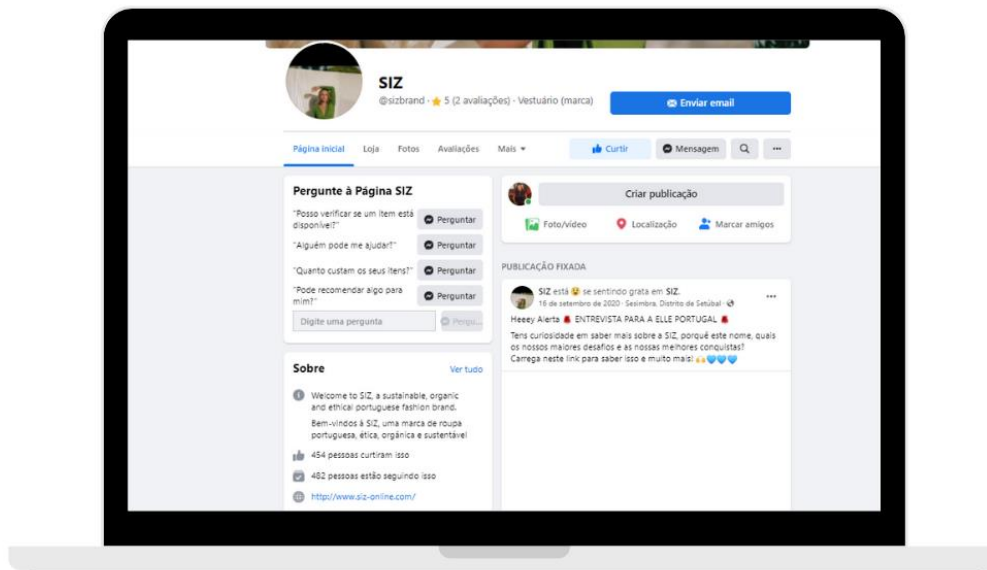 SIZ
@sizbrand · 5 (2 avaliações) · Vestuário (marca)
Enviar email
Página inicial Loja Fotos Avaliações Mais
Curtir Mensagem
Pergunte à Página SIZ
"Posso verificar se um item está
disponível?"
Perguntar
"Alguém pode me ajudar?" Perguntar
"Quanto custam os seus itens?" Perguntar
"Pode recomendar algo para
mim?"
Perguntar
Digite uma pergunta Pergu...
Sobre Ver tudo
Welcome to SIZ, a sustainable, organic
and ethical portuguese fashion brand.
Bem-vindos à SIZ, uma marca de roupa
portuguesa, ética, orgânica e sustentável
454 pessoas curtiram isso
482 pessoas estão seguindo isso
http://www.siz-online.com/
Criar publicação
Foto/vídeo Localização Marcar amigos
PUBLICAÇÃO FIXADA
SIZ está se sentindo grata em SIZ.
16 de setembro de 2020 · Sesimbra, Distrito de Setúbal ·
Heeey Alerta ENTREVISTA PARA A ELLE PORTUGAL
Tens curiosidade em saber mais sobre a SIZ, porquê este nome, quais
os nossos maiores desafios e as nossas melhores conquistas?
Carrega neste link para saber isso e muito mais!